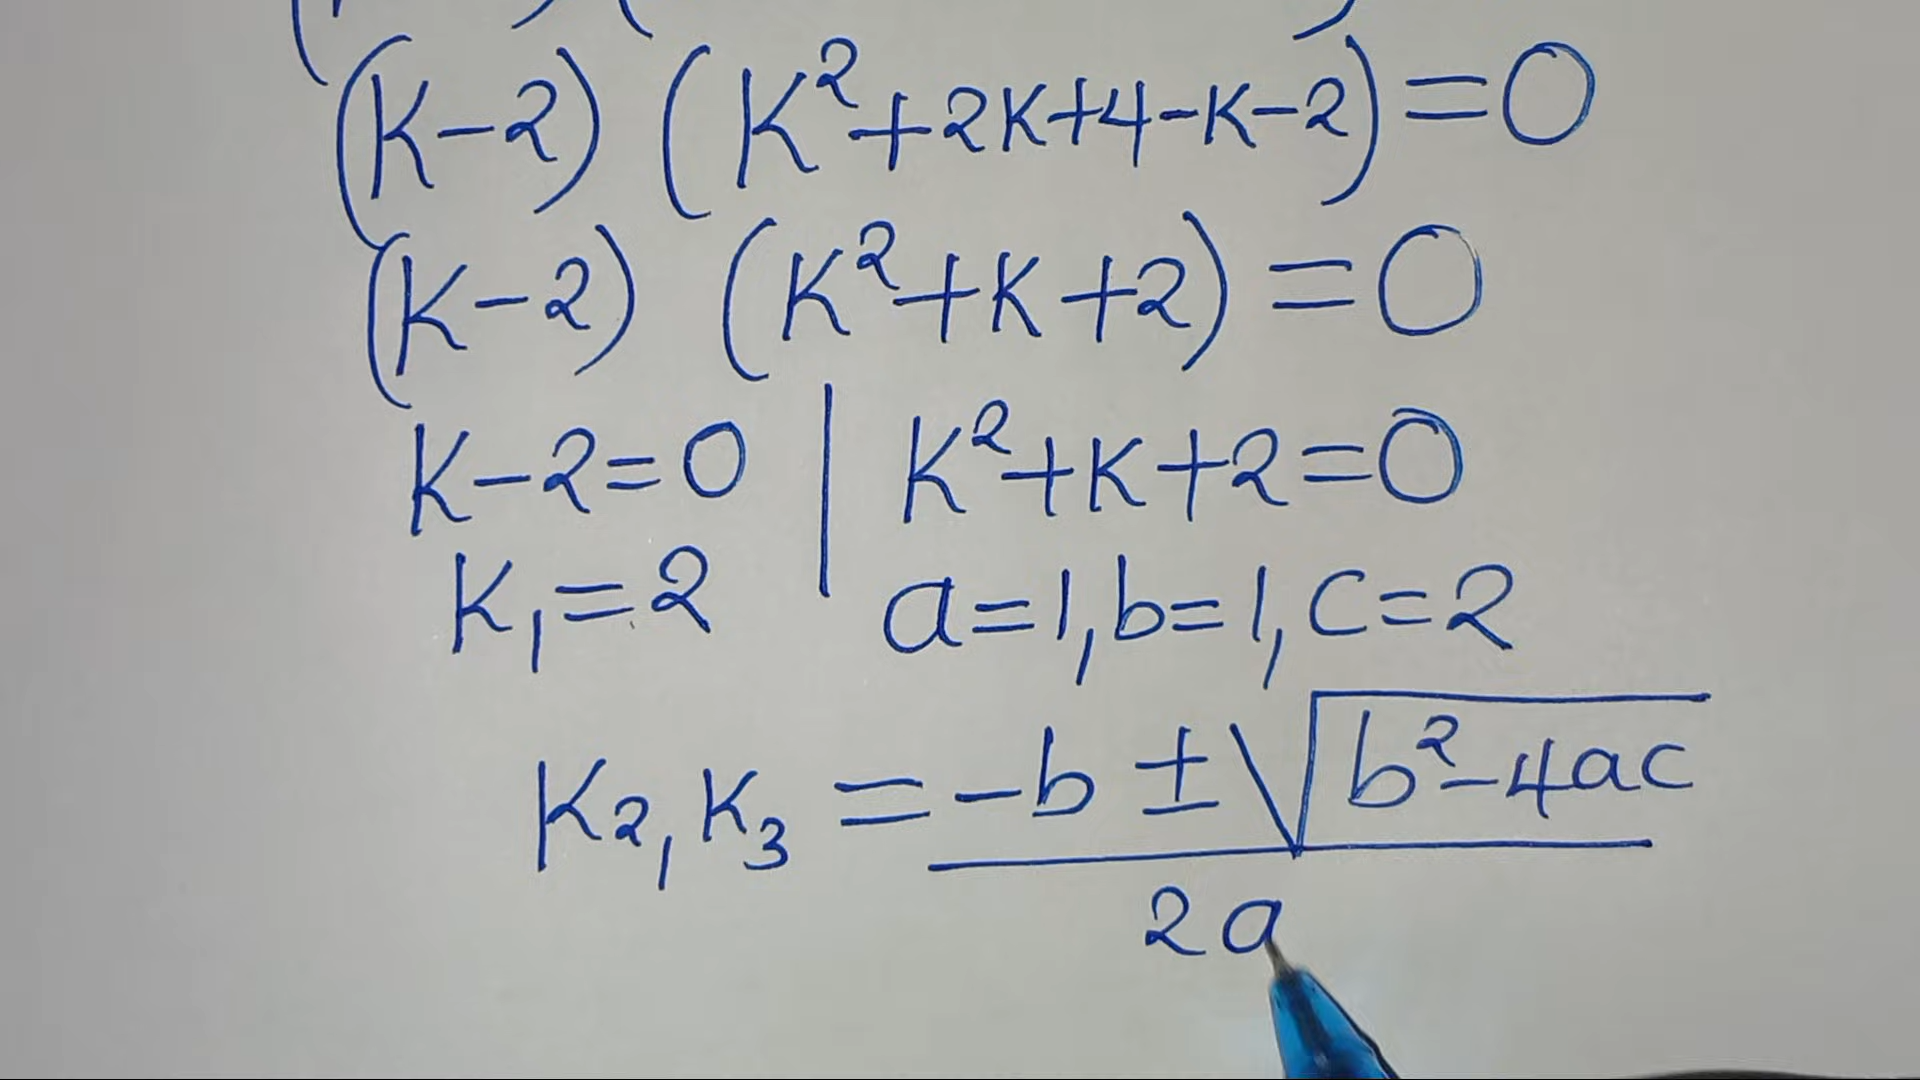 (K-2) (K²+2K+4-K-2)=0
(K-2) (K²+K+2)=0
K-2=0 | K²+K+2=0
K₁=2 a=1, b=1, c=2
K₂, K₃ = -b ± √b²-4ac
2a